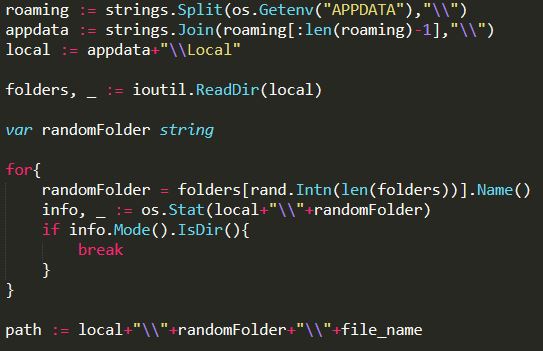 roaming := strings.Split(os.Getenv("APPDATA"),"\\")
appdata := strings.Join(roaming[:len(roaming)-1],"\\")
local := appdata+"\\Local"
folders, _ := ioutil.ReadDir(local)
var randomFolder string
for{
randomFolder = folders[rand.Intn(len(folders))].Name()
info, _ := os.Stat(local+"\\"+randomFolder)
if info.Mode().IsDir(){
break
}
}
path := local+"\\"+randomFolder+"\\"+file_name